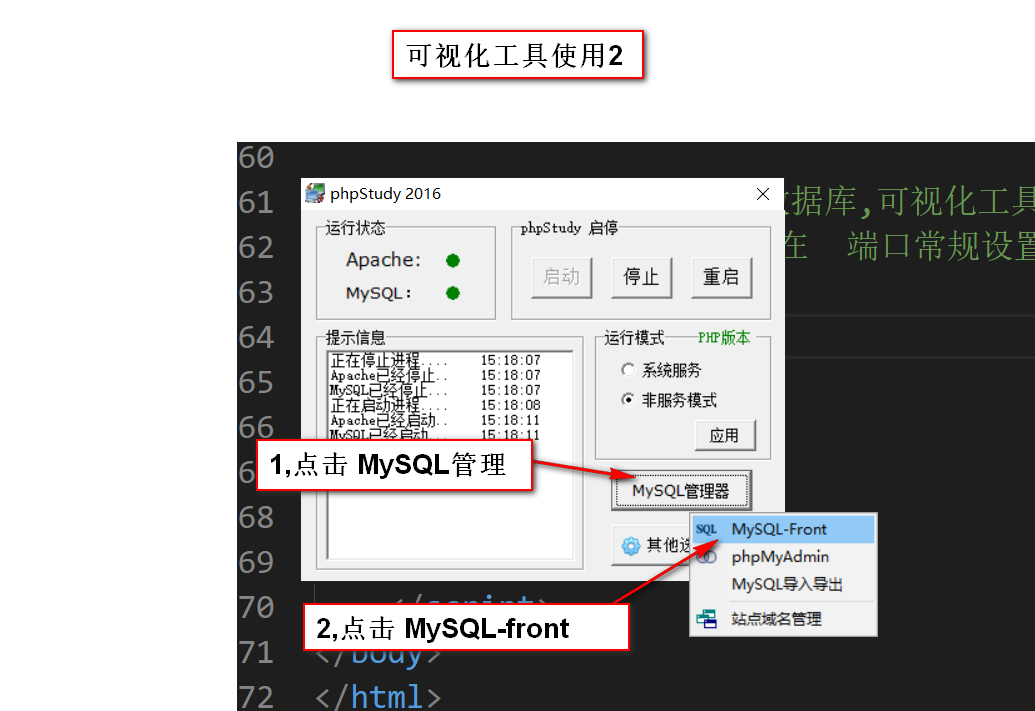 可视化工具使用2
60
61
据库,可视化工具
62
在 端口常规设置
63
64
65
66
68
69
70
71
</body>
72
</html>
phpStudy 2016
运行状态
Apache:
MySQL:
phpStudy 启停
启动
停止
重启
提示信息
正在停止进程.... 15:18:07
Apache已经停止.. 15:18:07
MySQL已经停止... 15:18:07
正在启动进程.... 15:18:08
Apache已经启动.. 15:18:11
MySQL已经启动... 15:18:11
运行模式
PHP版本
系统服务
非服务模式
应用
1,点击 MySQL管理
MySQL管理器
其他
SQL MySQL-Front
phpMyAdmin
MySQL导入导出
站点域名管理
2,点击 MySQL-front